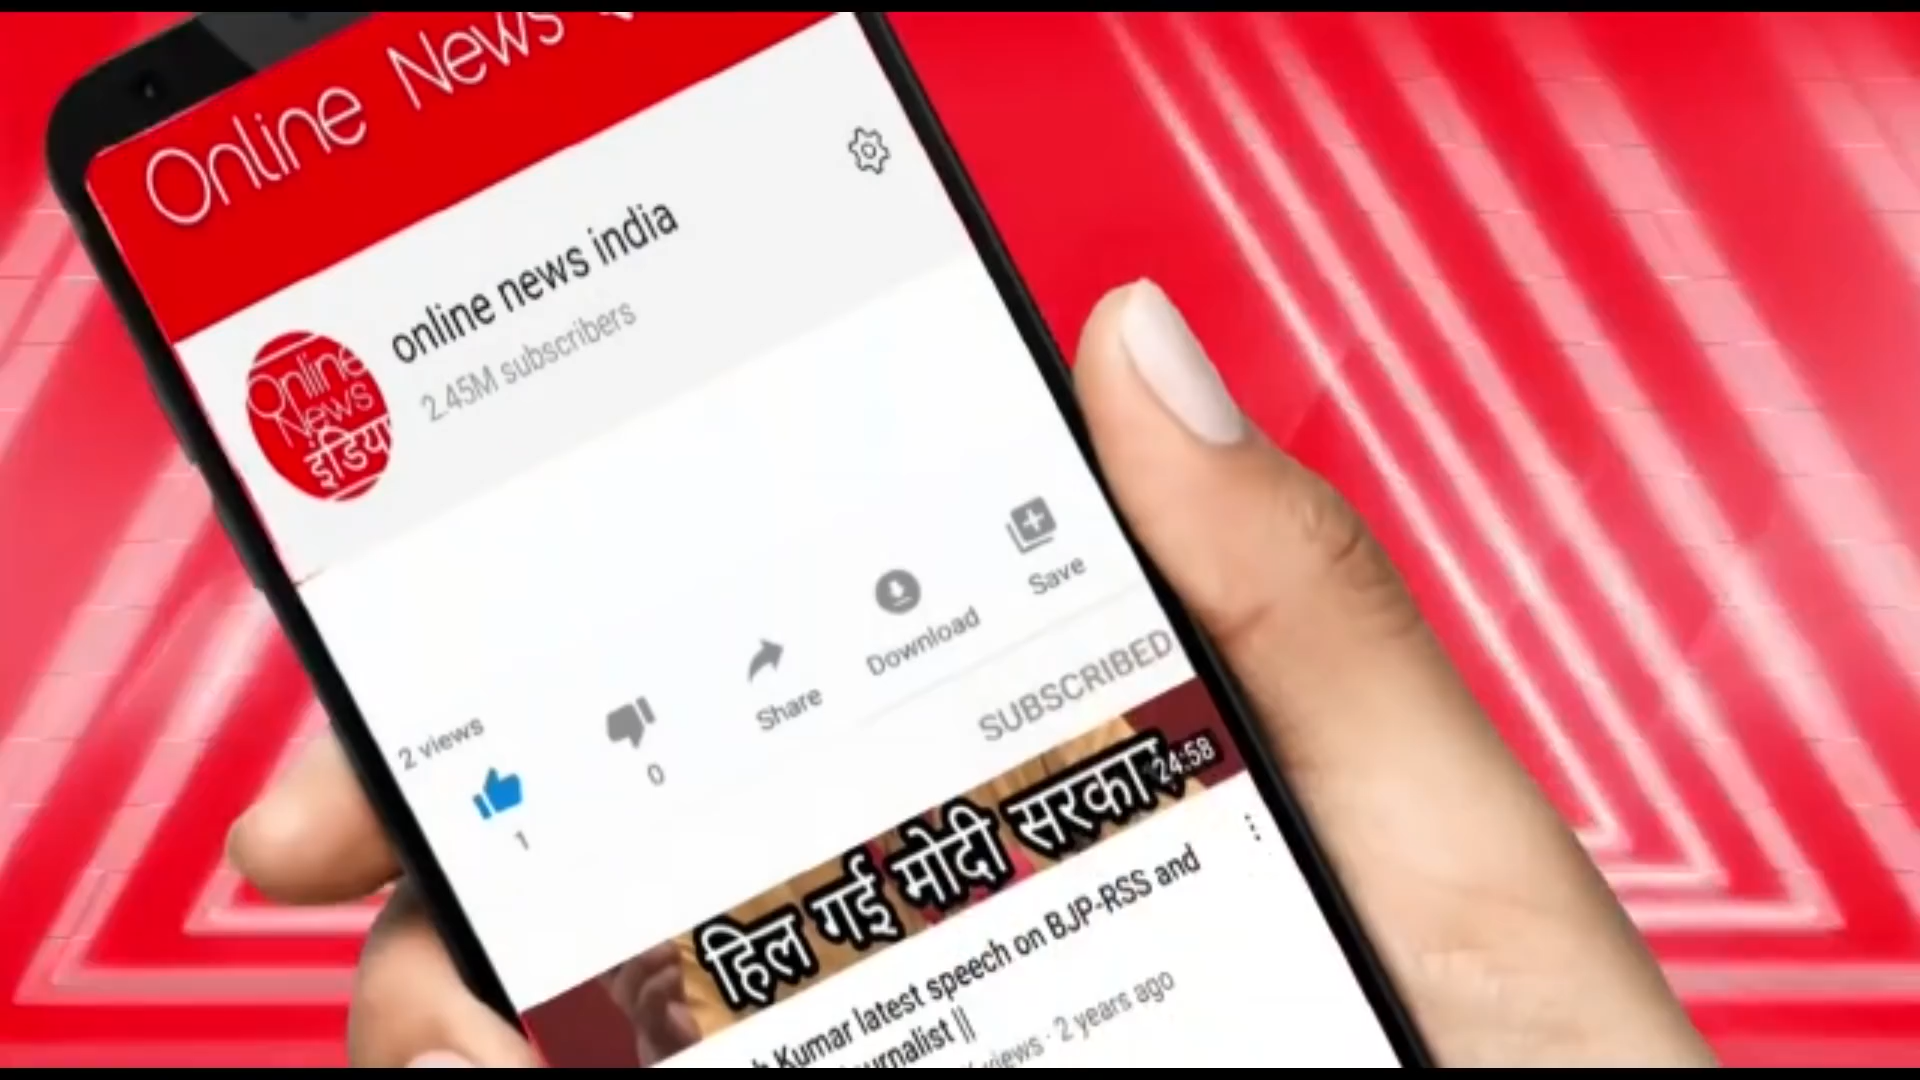 Online News
online news india
2.45M subscribers
Online
News
इंडिया
Save
Download
Share
SUBSCRIBED
2 views
0
1
24:58
हिल गई मोदी सरकार
Kumar latest speech on BJP-RSS and
views · 2 years ago